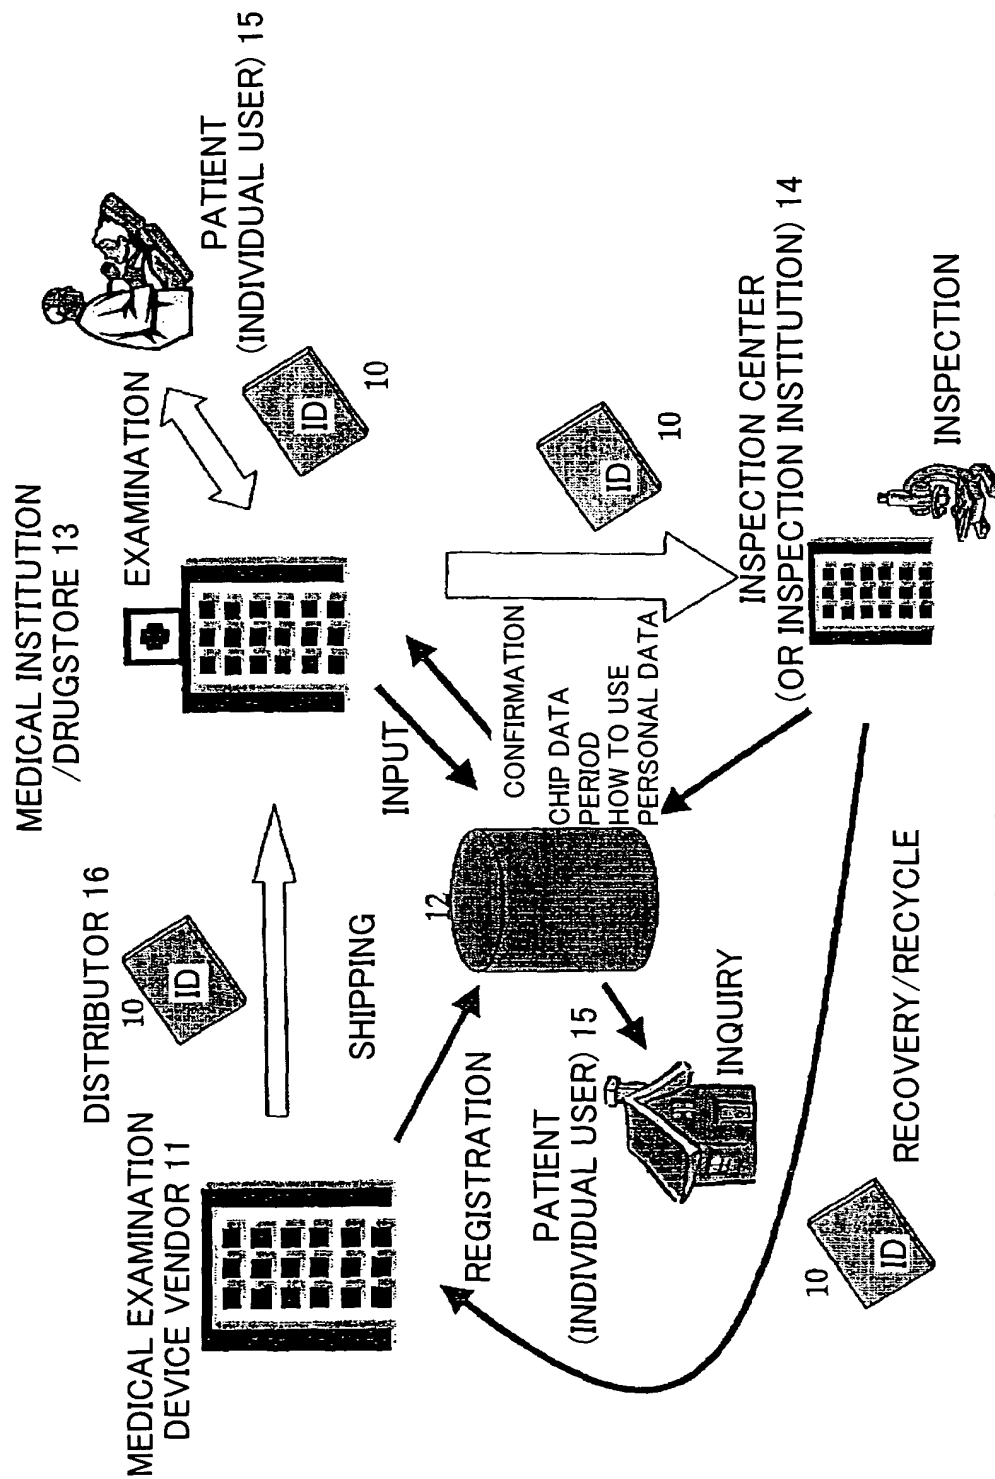 MEDICAL EXAMINATION
DEVICE VENDOR 11
DISTRIBUTOR 16
10
ID
SHIPPING
MEDICAL INSTITUTION
/DRUGSTORE 13
EXAMINATION
PATIENT
(INDIVIDUAL USER) 15
ID
10
REGISTRATION
12
INPUT
CONFIRMATION
CHIP DATA
PERIOD
HOW TO USE
PERSONAL DATA
ID
10
PATIENT
(INDIVIDUAL USER) 15
INQUIRY
INSPECTION CENTER
(OR INSPECTION INSTITUTION) 14
INSPECTION
10
ID
RECOVERY/RECYCLE